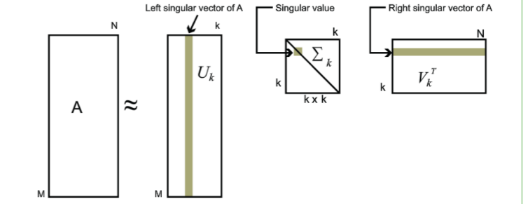 Left singular vector of A
Singular value
Right singular vector of A
N
k
k
N
A
≈
U_k
Σ_k
V_k^T
k
k
k x k
M
M